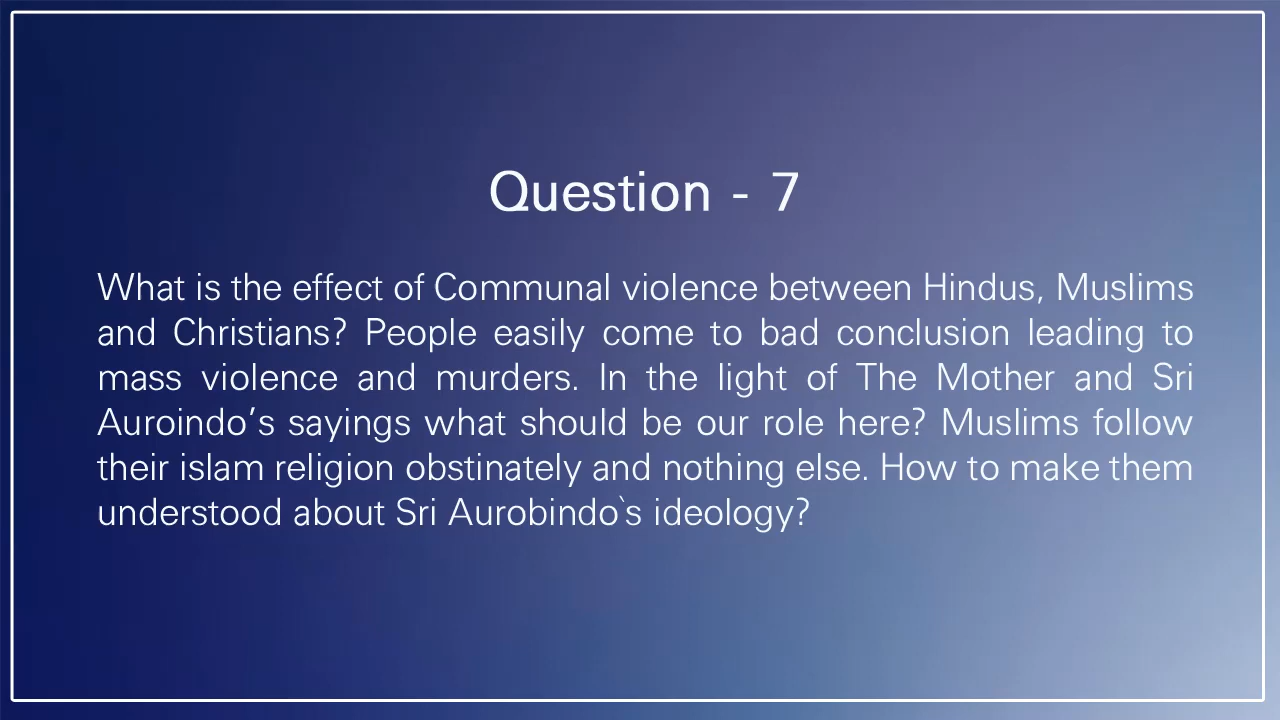 Question - 7
What is the effect of Communal violence between Hindus, Muslims
and Christians? People easily come to bad conclusion leading to
mass violence and murders. In the light of The Mother and Sri
Auroindo’s sayings what should be our role here? Muslims follow
their islam religion obstinately and nothing else. How to make them
understood about Sri Aurobindo`s ideology?